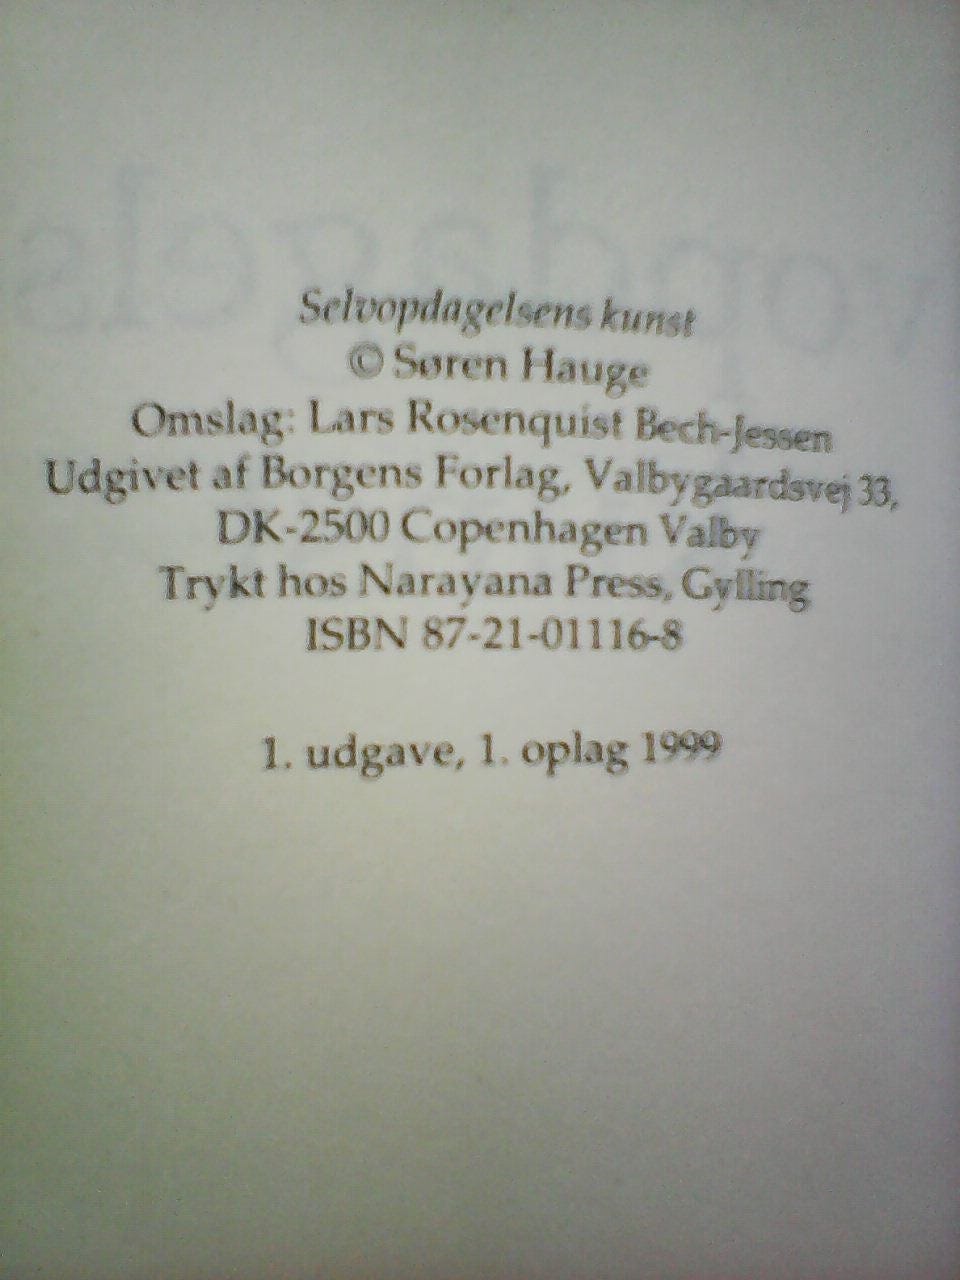 Selvopdagelsens kunst
© Søren Hauge
Omslag: Lars Rosenquist Bech-Jessen
Udgivet af Borgens Forlag, Valbygaardsvej 33,
DK-2500 Copenhagen Valby
Trykt hos Narayana Press, Gylling
ISBN 87-21-01116-8
1. udgave, 1. oplag 1999